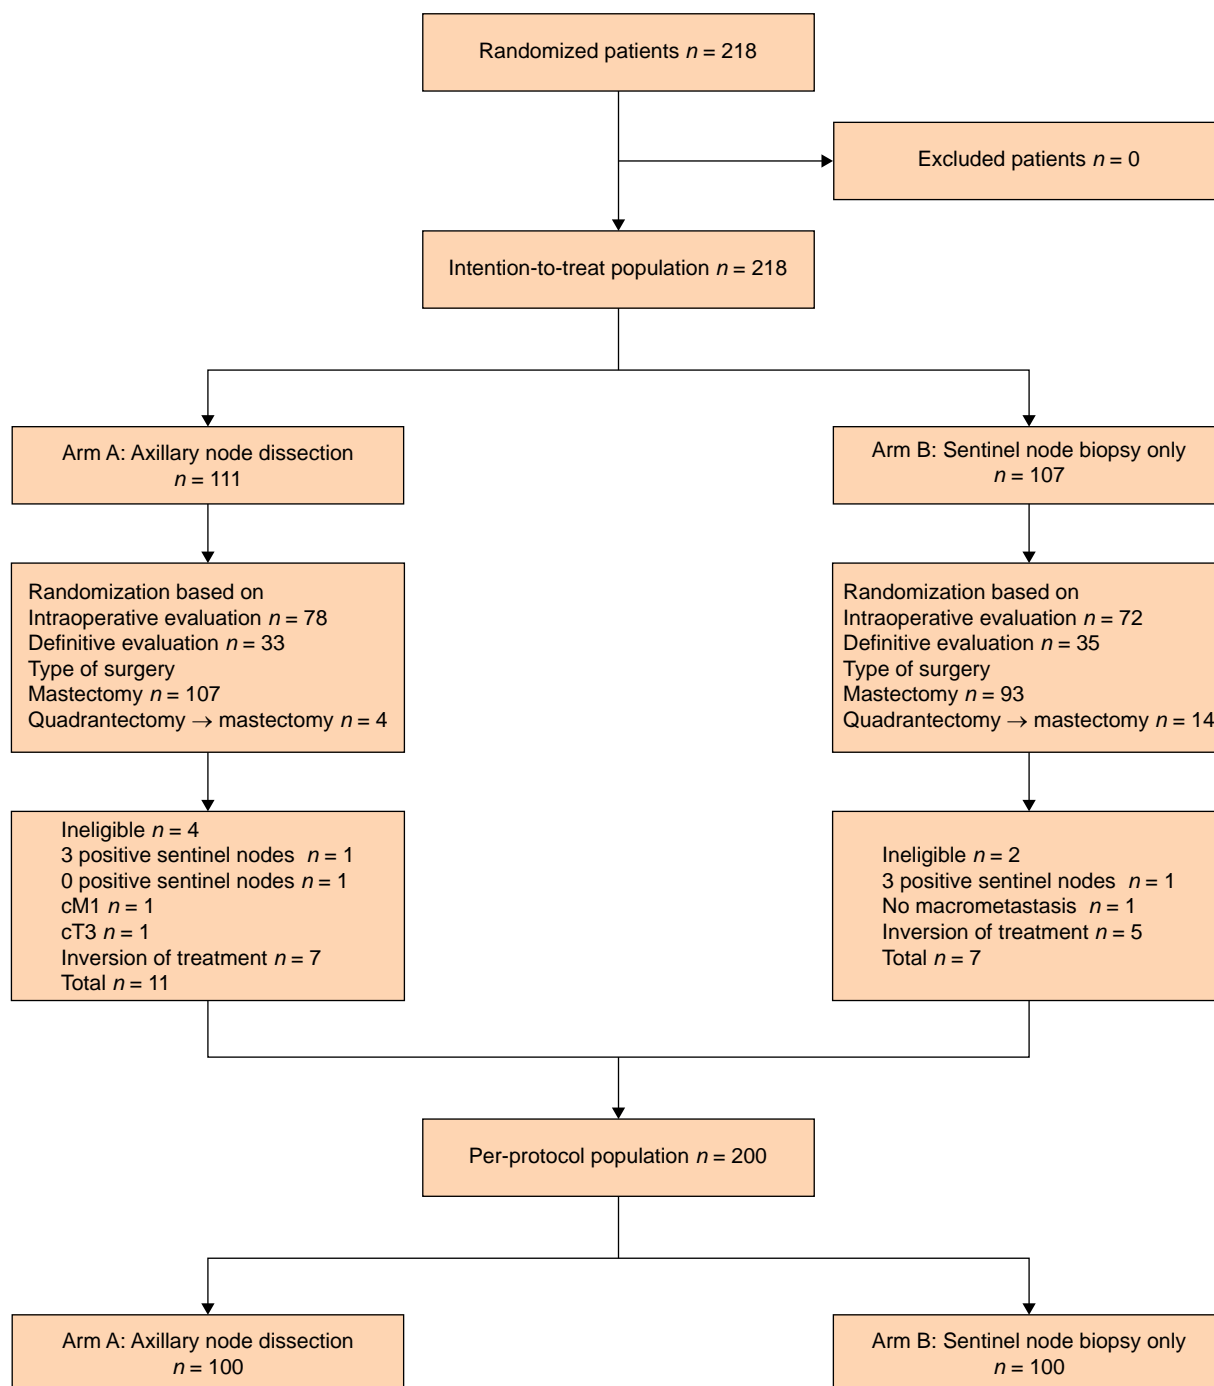 Randomized patients n = 218
Excluded patients n = 0
Intention-to-treat population n = 218
Arm A: Axillary node dissection
n = 111
Arm B: Sentinel node biopsy only
n = 107
Randomization based on
Intraoperative evaluation n = 78
Definitive evaluation n = 33
Type of surgery
Mastectomy n = 107
Quadrantectomy → mastectomy n = 4
Randomization based on
Intraoperative evaluation n = 72
Definitive evaluation n = 35
Type of surgery
Mastectomy n = 93
Quadrantectomy → mastectomy n = 14
Ineligible n = 4
3 positive sentinel nodes n = 1
0 positive sentinel nodes n = 1
cM1 n = 1
cT3 n = 1
Inversion of treatment n = 7
Total n = 11
Ineligible n = 2
3 positive sentinel nodes n = 1
No macrometastasis n = 1
Inversion of treatment n = 5
Total n = 7
Per-protocol population n = 200
Arm A: Axillary node dissection
n = 100
Arm B: Sentinel node biopsy only
n = 100